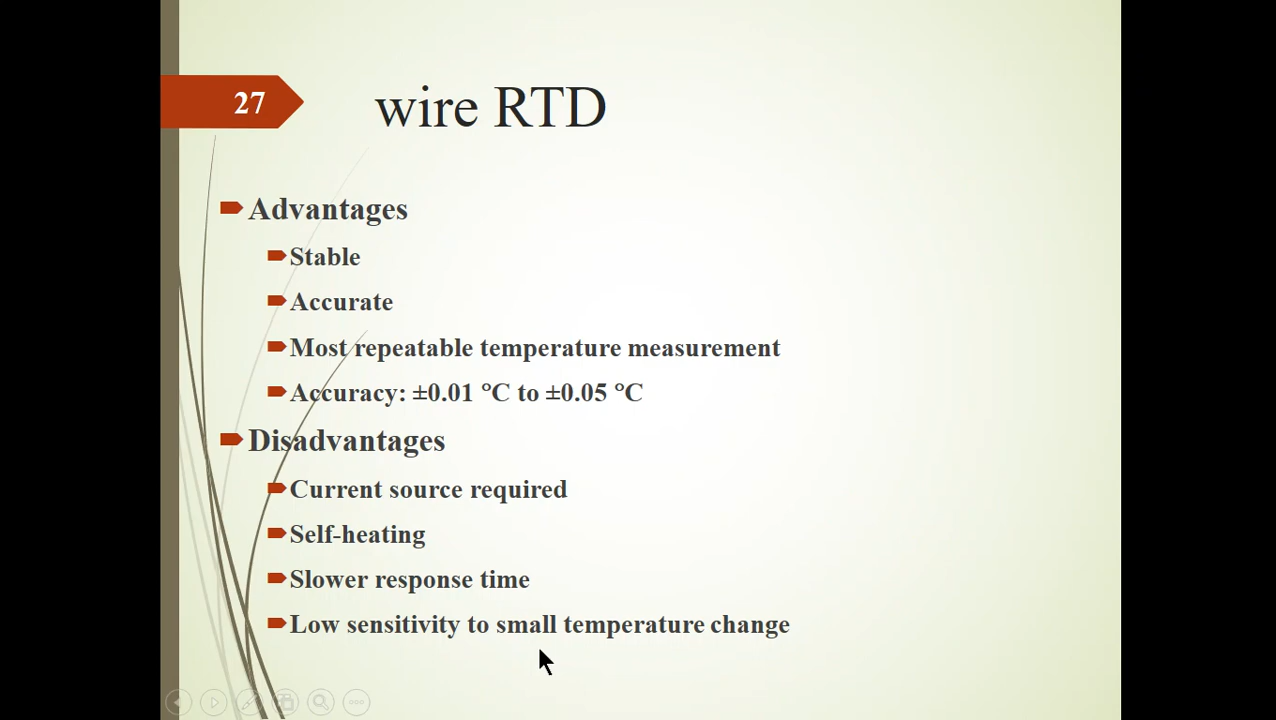 27
wire RTD
Advantages
Stable
Accurate
Most repeatable temperature measurement
Accuracy: ±0.01 °C to ±0.05 °C
Disadvantages
Current source required
Self-heating
Slower response time
Low sensitivity to small temperature change